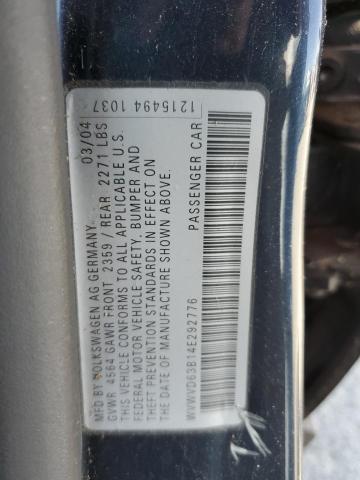 1215494 1037
MFG BY VOLKSWAGEN AG GERMANY 03/04
GVWR 4564 GAWR FRONT 2359 / REAR 2271 LBS
THIS VEHICLE CONFORMS TO ALL APPLICABLE U.S.
FEDERAL MOTOR VEHICLE SAFETY, BUMPER AND
THEFT PREVENTION STANDARDS IN EFFECT ON
THE DATE OF MANUFACTURE SHOWN ABOVE.
WVWVD63B14E292776 PASSENGER CAR